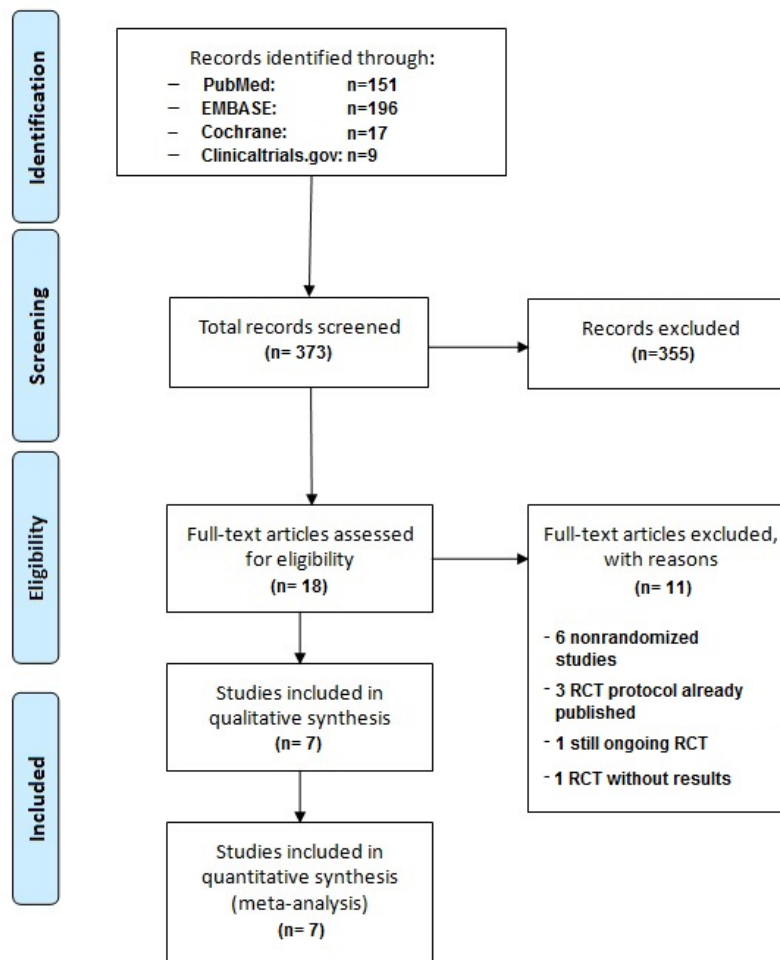 Identification
Records identified through:
– PubMed: n=151
– EMBASE: n=196
– Cochrane: n=17
– Clinicaltrials.gov: n=9
Screening
Total records screened
(n= 373)
Records excluded
(n=355)
Eligibility
Full-text articles assessed
for eligibility
(n= 18)
Full-text articles excluded,
with reasons
(n= 11)
- 6 nonrandomized
studies
- 3 RCT protocol already
published
- 1 still ongoing RCT
- 1 RCT without results
Included
Studies included in
qualitative synthesis
(n= 7)
Studies included in
quantitative synthesis
(meta-analysis)
(n= 7)